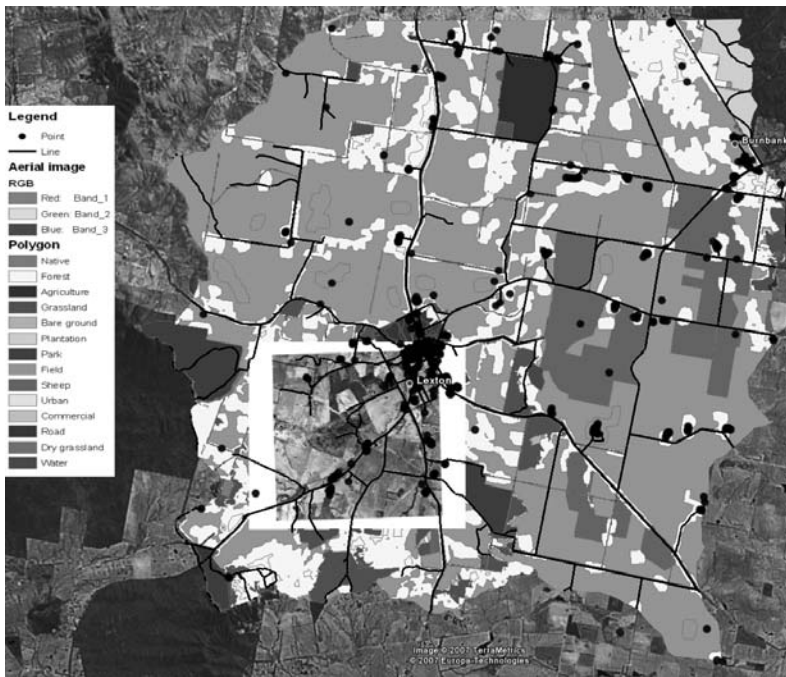 Legend
Point
Line
Aerial image
RGB
Red: Band_1
Green: Band_2
Blue: Band_3
Polygon
Native
Forest
Agriculture
Grassland
Bare ground
Plantation
Park
Field
Sheep
Urban
Commercial
Road
Dry grassland
Water
Burnbank
Lexton
Image © 2007 TerraMetrics
© 2007 Europa Technologies